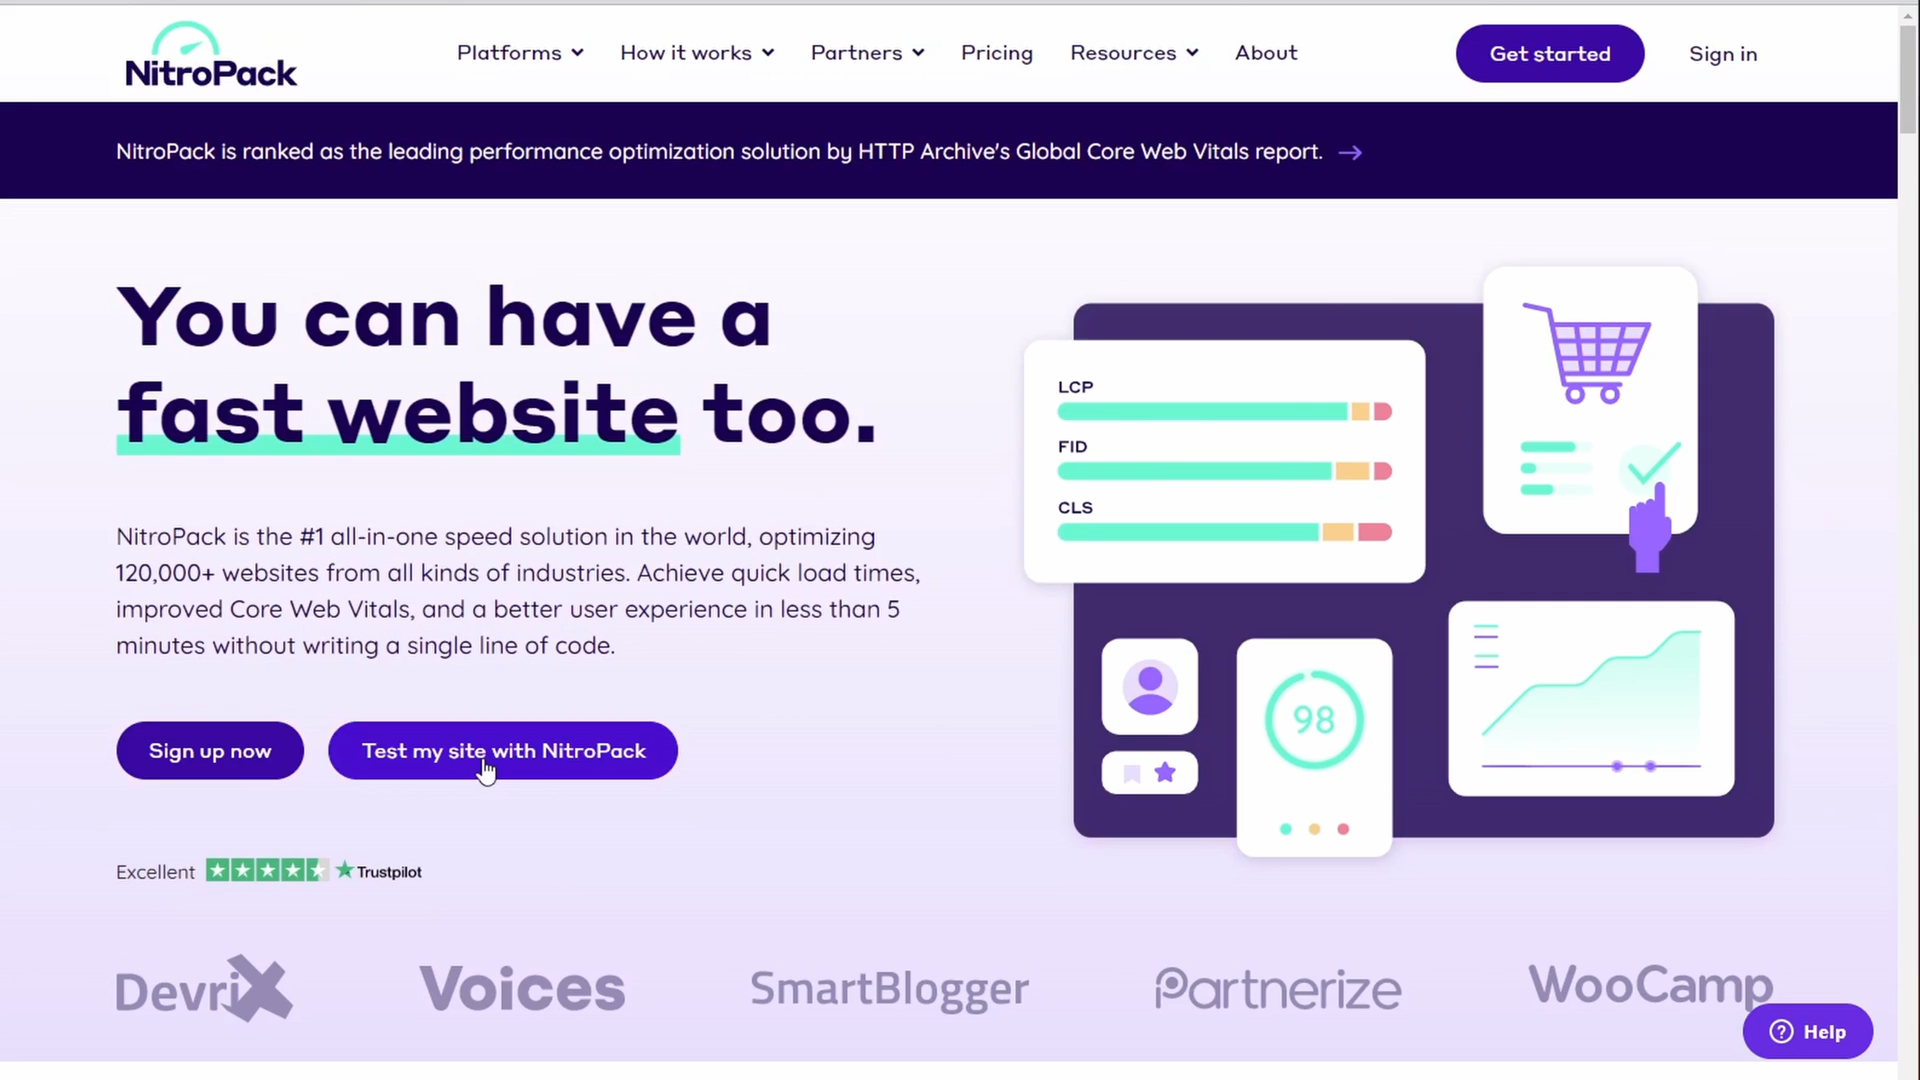 NitroPack
Platforms How it works Partners Pricing Resources About
Get started Sign in
NitroPack is ranked as the leading performance optimization solution by HTTP Archive's Global Core Web Vitals report.
You can have a
fast website too.
NitroPack is the #1 all-in-one speed solution in the world, optimizing
120,000+ websites from all kinds of industries. Achieve quick load times,
improved Core Web Vitals, and a better user experience in less than 5
minutes without writing a single line of code.
Sign up now Test my site with NitroPack
Excellent Trustpilot
LCP
FID
CLS
98
DevriX Voices SmartBlogger Partnerize WooCamp
Help